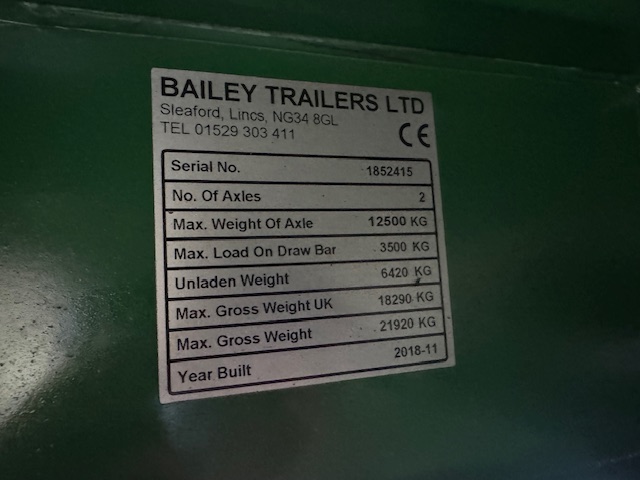 BAILEY TRAILERS LTD
Sleaford, Lincs, NG34 8GL
TEL 01529 303 411
CE
Serial No. 1852415
No. Of Axles 2
Max. Weight Of Axle 12500 KG
Max. Load On Draw Bar 3500 KG
Unladen Weight 6420 KG
Max. Gross Weight UK 18290 KG
Max. Gross Weight 21920 KG
Year Built 2018-11